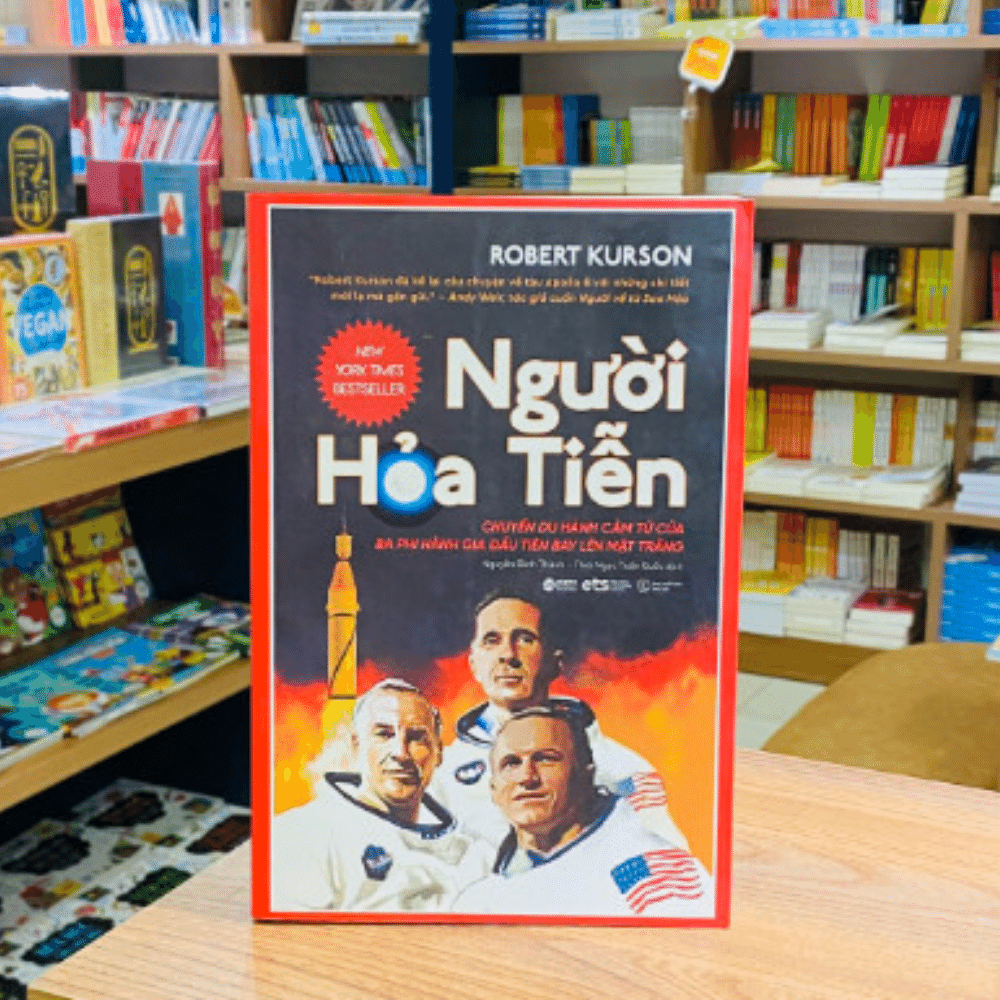 ROBERT KURSON
"Robert Kurson đã kể lại câu chuyện về tàu Apollo 8 với những chi tiết
mới lạ mà gần gũi." – Andy Weir, tác giả cuốn Người về từ Sao Hỏa
NEW
YORK TIMES
BESTSELLER
Người
Hỏa Tiễn
CHUYẾN DU HÀNH CẢM TỬ CỦA
BA PHI HÀNH GIA ĐẦU TIÊN BAY LÊN MẶT TRĂNG
ets
VEGAN